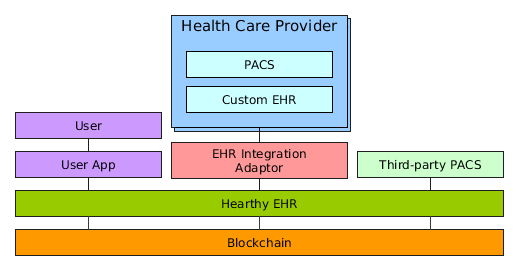 Health Care Provider
PACS
Custom EHR
User
User App
EHR Integration
Adaptor
Third-party PACS
Hearthy EHR
Blockchain